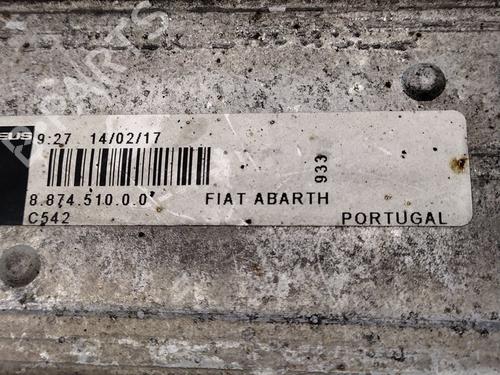 9:27 14/02/17
933
8.874.510.0.0 FIAT ABARTH
C542 PORTUGAL